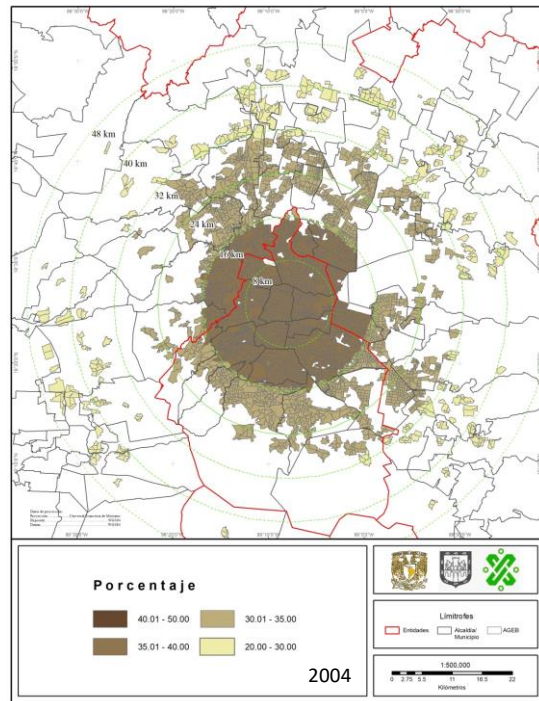 48 km
40 km
32 km
24 km
16 km
8 km
Porcentaje
40.01 - 50.00
30.01 - 35.00
35.01 - 40.00
20.00 - 30.00
2004
Límitrofes
Entidades
Alcaldía/
Municipio
AGEB
1:500,000
0 2.75 5.5 11 16.5 22
Kilómetros